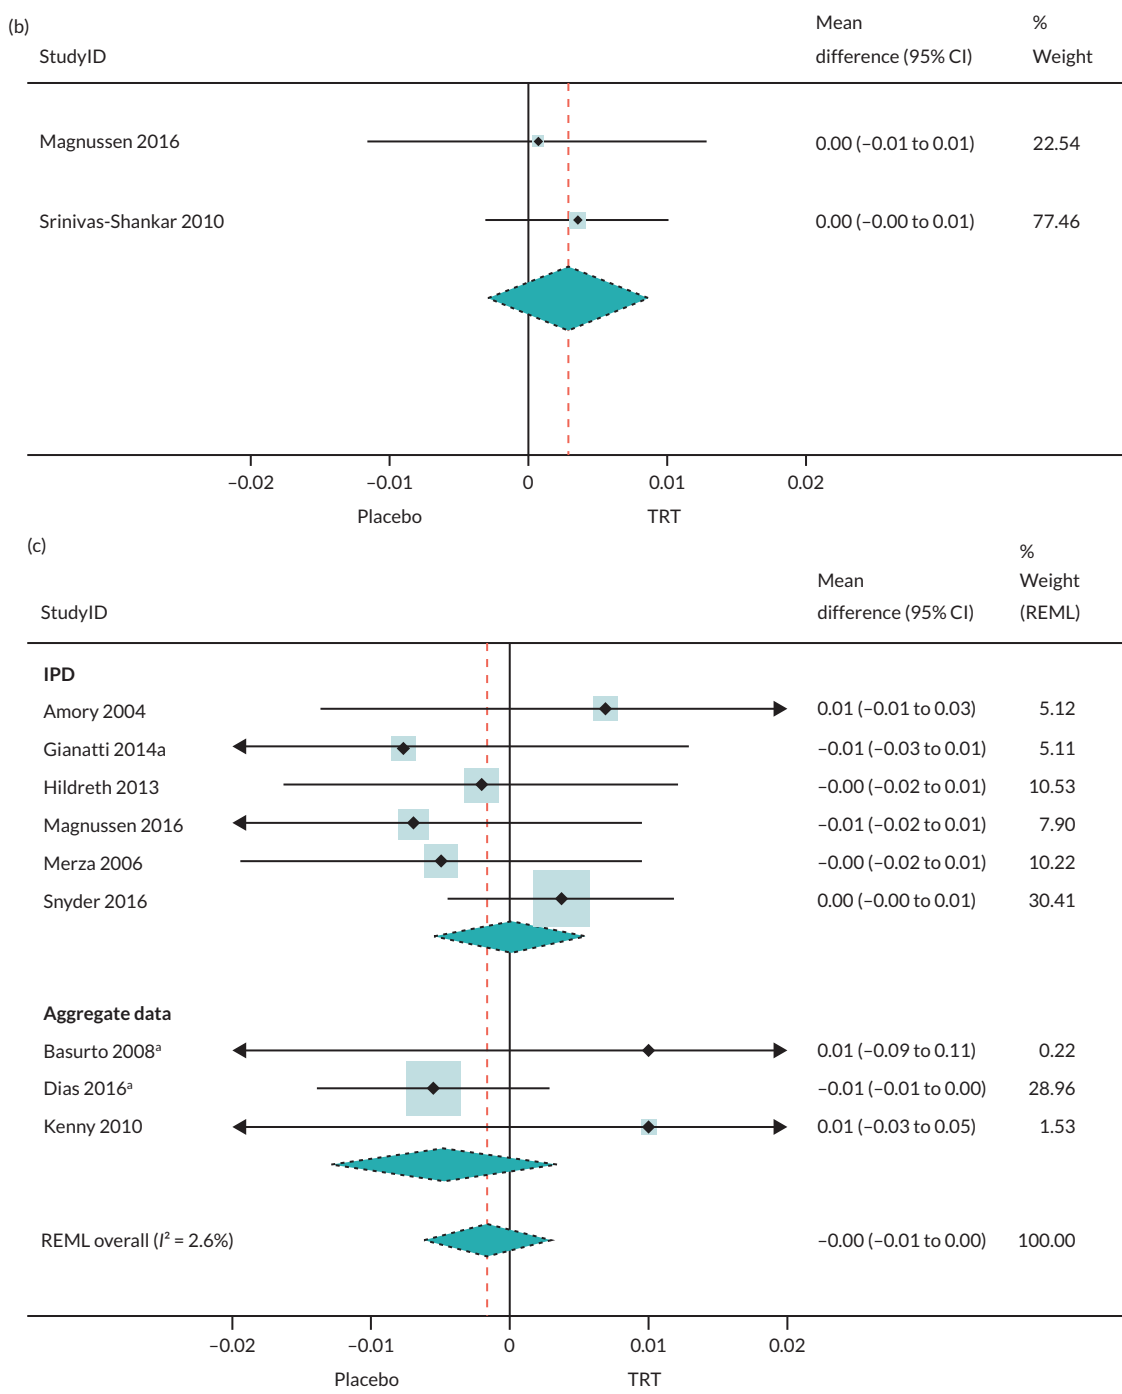 (b)
StudyID Mean difference (95% CI) % Weight
Magnussen 2016 0.00 (–0.01 to 0.01) 22.54
Srinivas-Shankar 2010 0.00 (–0.00 to 0.01) 77.46
–0.02 –0.01 0 0.01 0.02
Placebo TRT
(c)
StudyID Mean difference (95% CI) % Weight (REML)
IPD
Amory 2004 0.01 (–0.01 to 0.03) 5.12
Gianatti 2014a –0.01 (–0.03 to 0.01) 5.11
Hildreth 2013 –0.00 (–0.02 to 0.01) 10.53
Magnussen 2016 –0.01 (–0.02 to 0.01) 7.90
Merza 2006 –0.00 (–0.02 to 0.01) 10.22
Snyder 2016 0.00 (–0.00 to 0.01) 30.41
Aggregate data
Basurto 2008ᵃ 0.01 (–0.09 to 0.11) 0.22
Dias 2016ᵃ –0.01 (–0.01 to 0.00) 28.96
Kenny 2010 0.01 (–0.03 to 0.05) 1.53
REML overall (I² = 2.6%) –0.00 (–0.01 to 0.00) 100.00
–0.02 –0.01 0 0.01 0.02
Placebo TRT